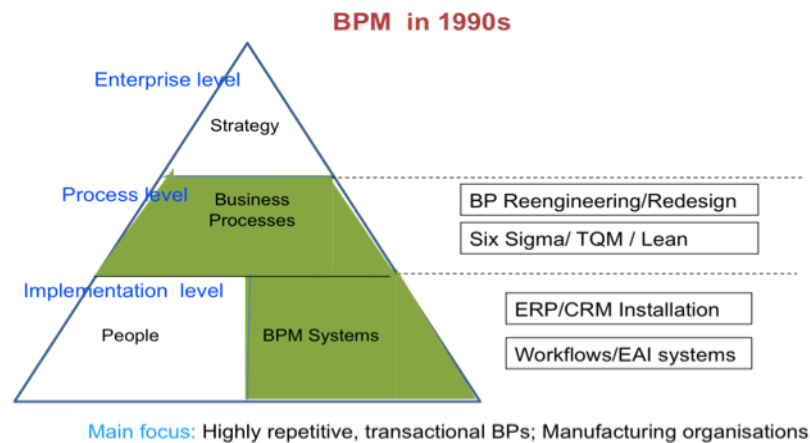 BPM in 1990s
Enterprise level
Strategy
Process level
Business
Processes
BP Reengineering/Redesign
Six Sigma/ TQM / Lean
Implementation level
People
BPM Systems
ERP/CRM Installation
Workflows/EAI systems
Main focus: Highly repetitive, transactional BPs; Manufacturing organisations